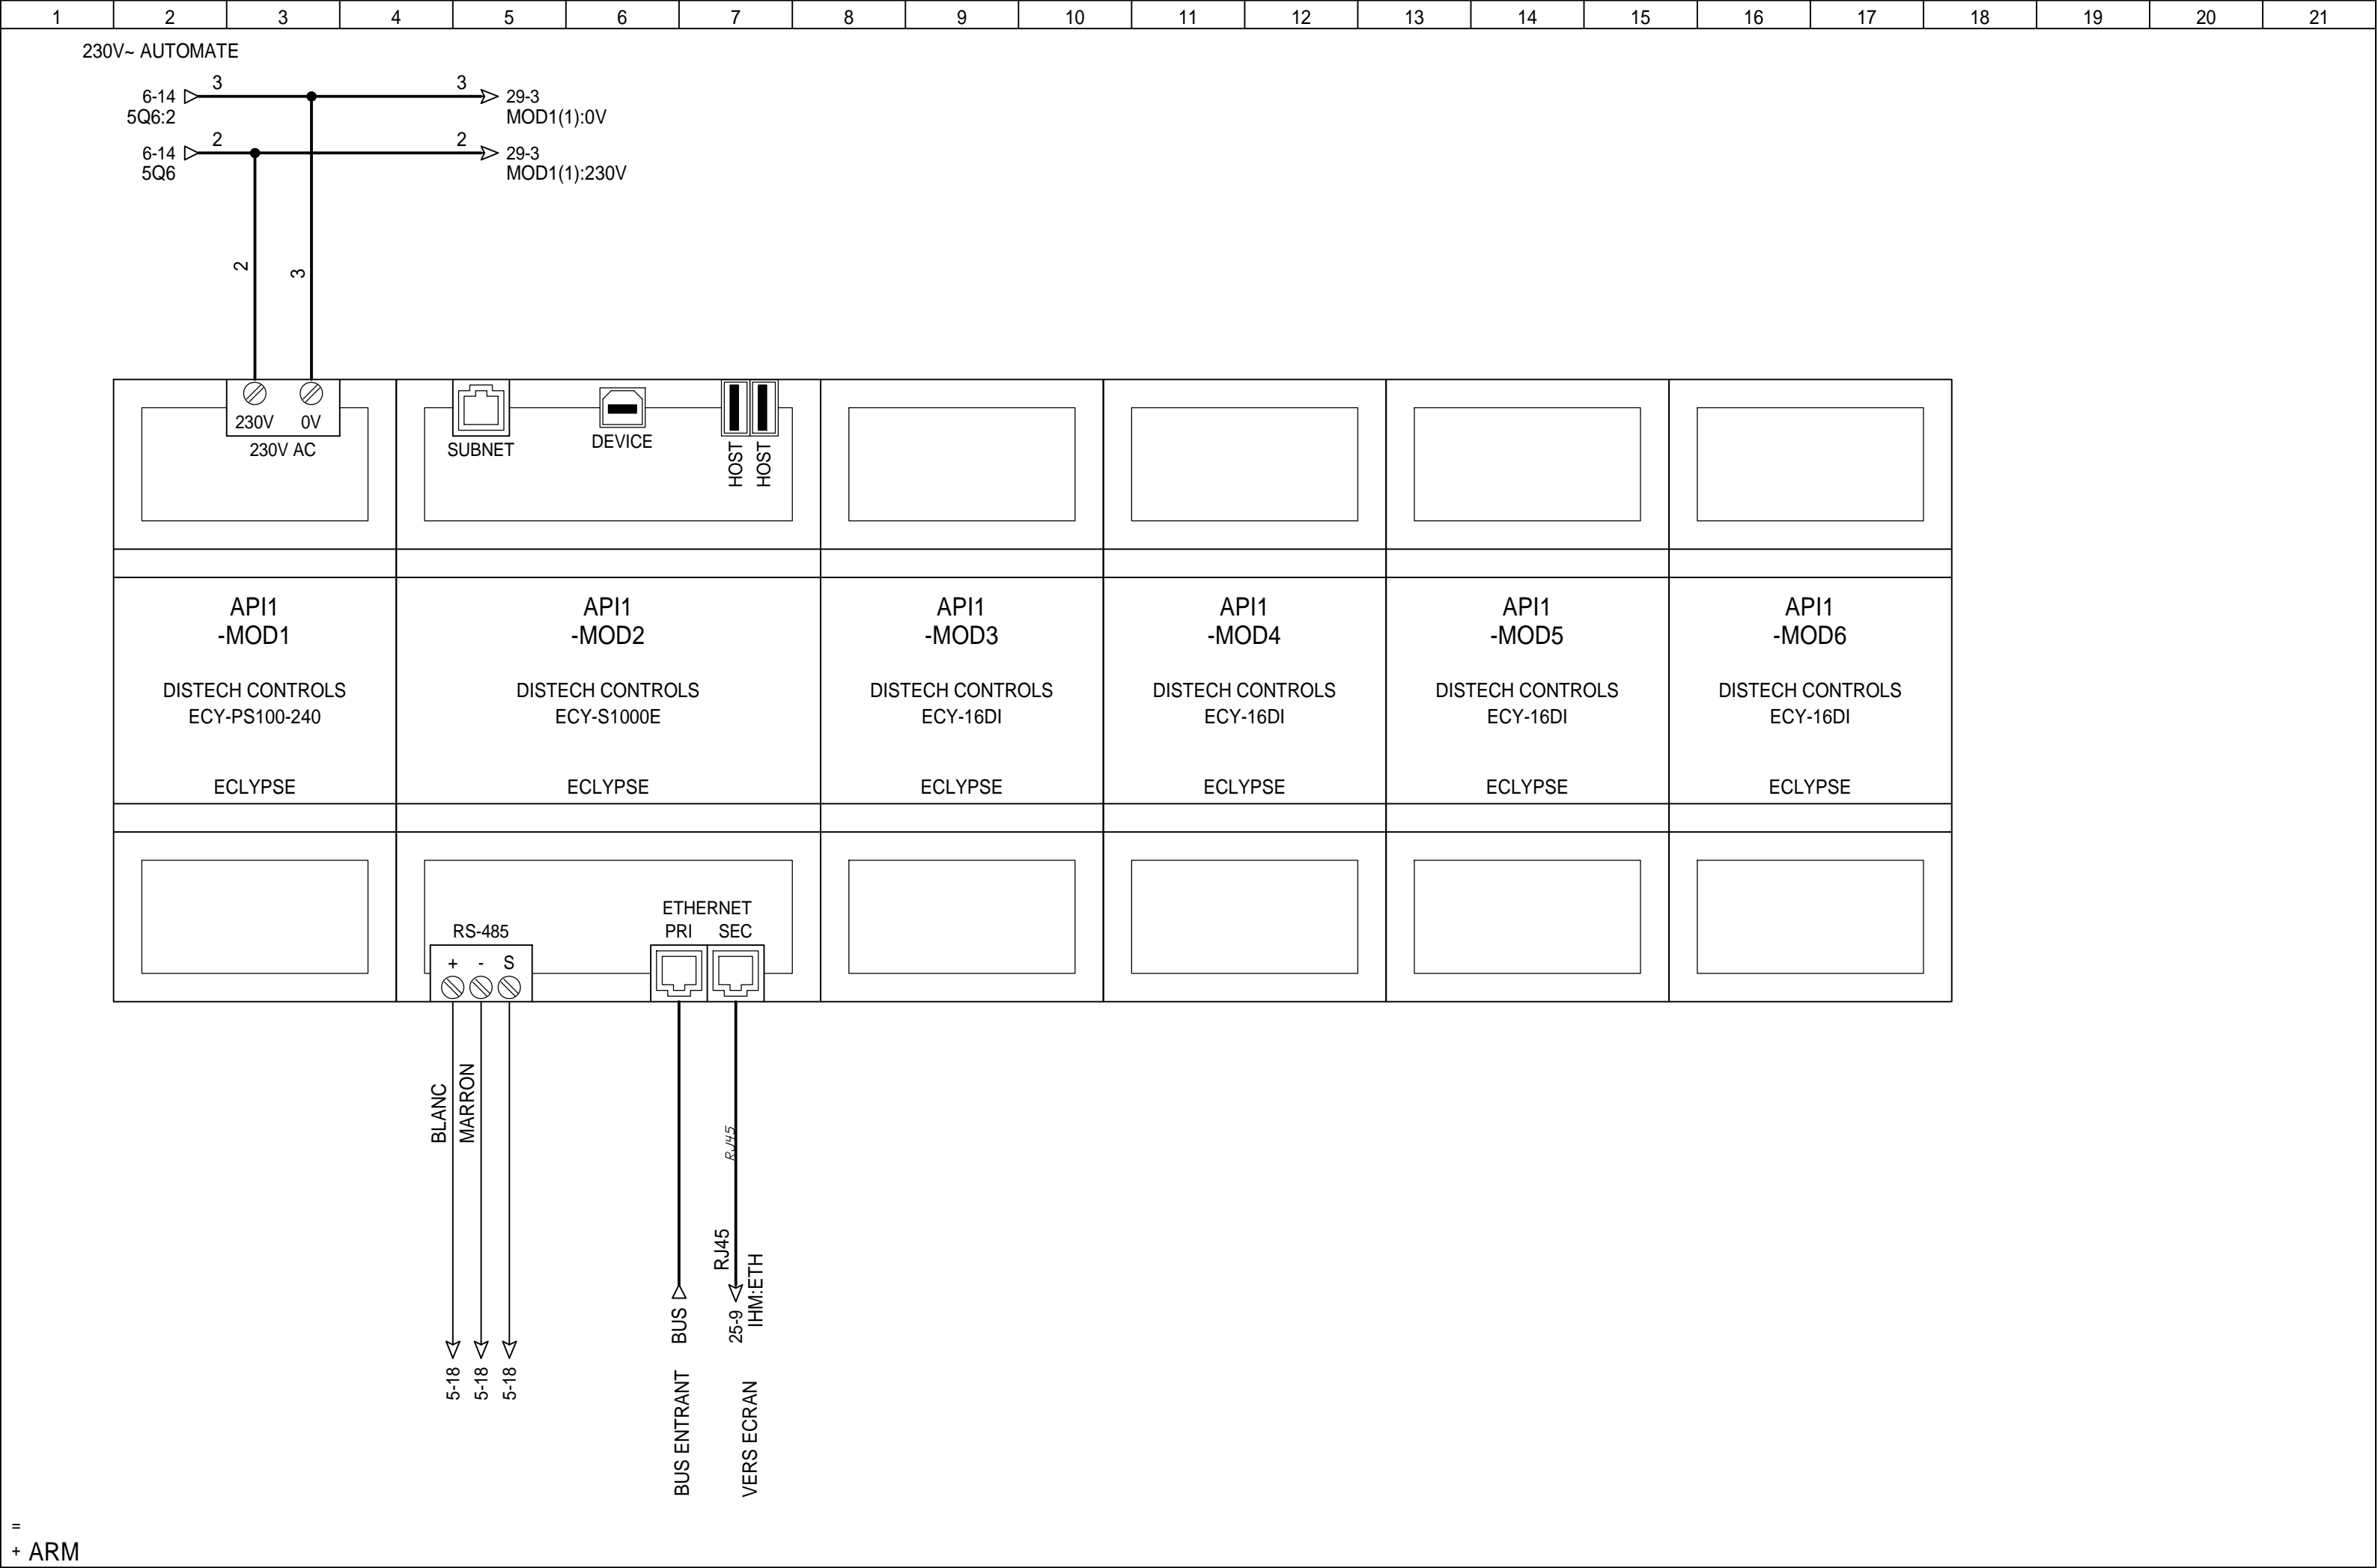 1 2 3 4 5 6 7 8 9 10 11 12 13 14 15 16 17 18 19 20 21
230V~ AUTOMATE
3 3
6-14 29-3
5Q6:2 MOD1(1):0V
2 2
6-14 29-3
5Q6 MOD1(1):230V
2 3
230V 0V
230V AC
SUBNET
DEVICE
HOST
HOST
API1
-MOD1
DISTECH CONTROLS
ECY-PS100-240
ECLYPSE
API1
-MOD2
DISTECH CONTROLS
ECY-S1000E
ECLYPSE
API1
-MOD3
DISTECH CONTROLS
ECY-16DI
ECLYPSE
API1
-MOD4
DISTECH CONTROLS
ECY-16DI
ECLYPSE
API1
-MOD5
DISTECH CONTROLS
ECY-16DI
ECLYPSE
API1
-MOD6
DISTECH CONTROLS
ECY-16DI
ECLYPSE
RS-485
+ - S
ETHERNET
PRI SEC
BLANC
MARRON
5-18
5-18
5-18
BUS
BUS ENTRANT
RJ45
RJ45
25-9
IHM:ETH
VERS ECRAN
=
+ ARM